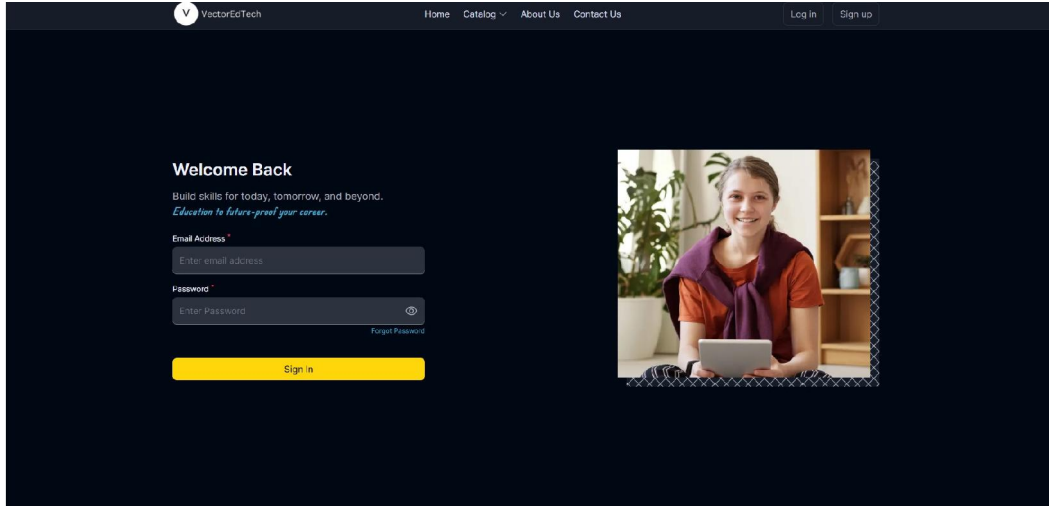 V VectorEdTech Home Catalog About Us Contact Us Log in Sign up
Welcome Back
Build skills for today, tomorrow, and beyond.
Education to future-proof your career.
Email Address *
Enter email address
Password *
Enter Password
Forgot Password
Sign In